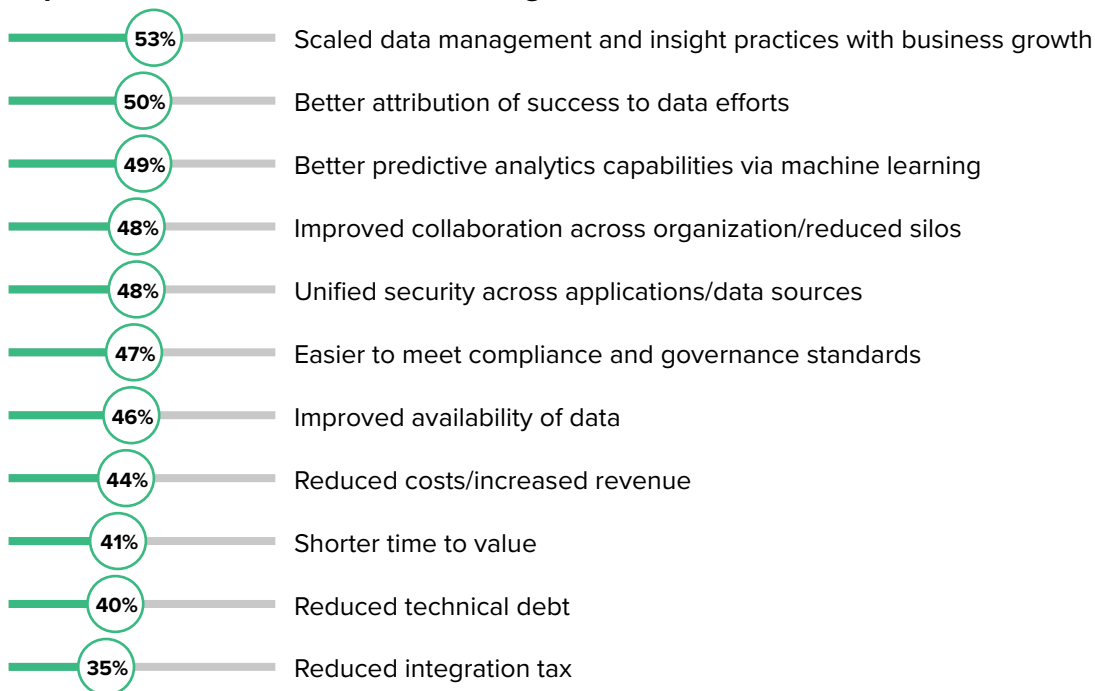 53% Scaled data management and insight practices with business growth
50% Better attribution of success to data efforts
49% Better predictive analytics capabilities via machine learning
48% Improved collaboration across organization/reduced silos
48% Unified security across applications/data sources
47% Easier to meet compliance and governance standards
46% Improved availability of data
44% Reduced costs/increased revenue
41% Shorter time to value
40% Reduced technical debt
35% Reduced integration tax